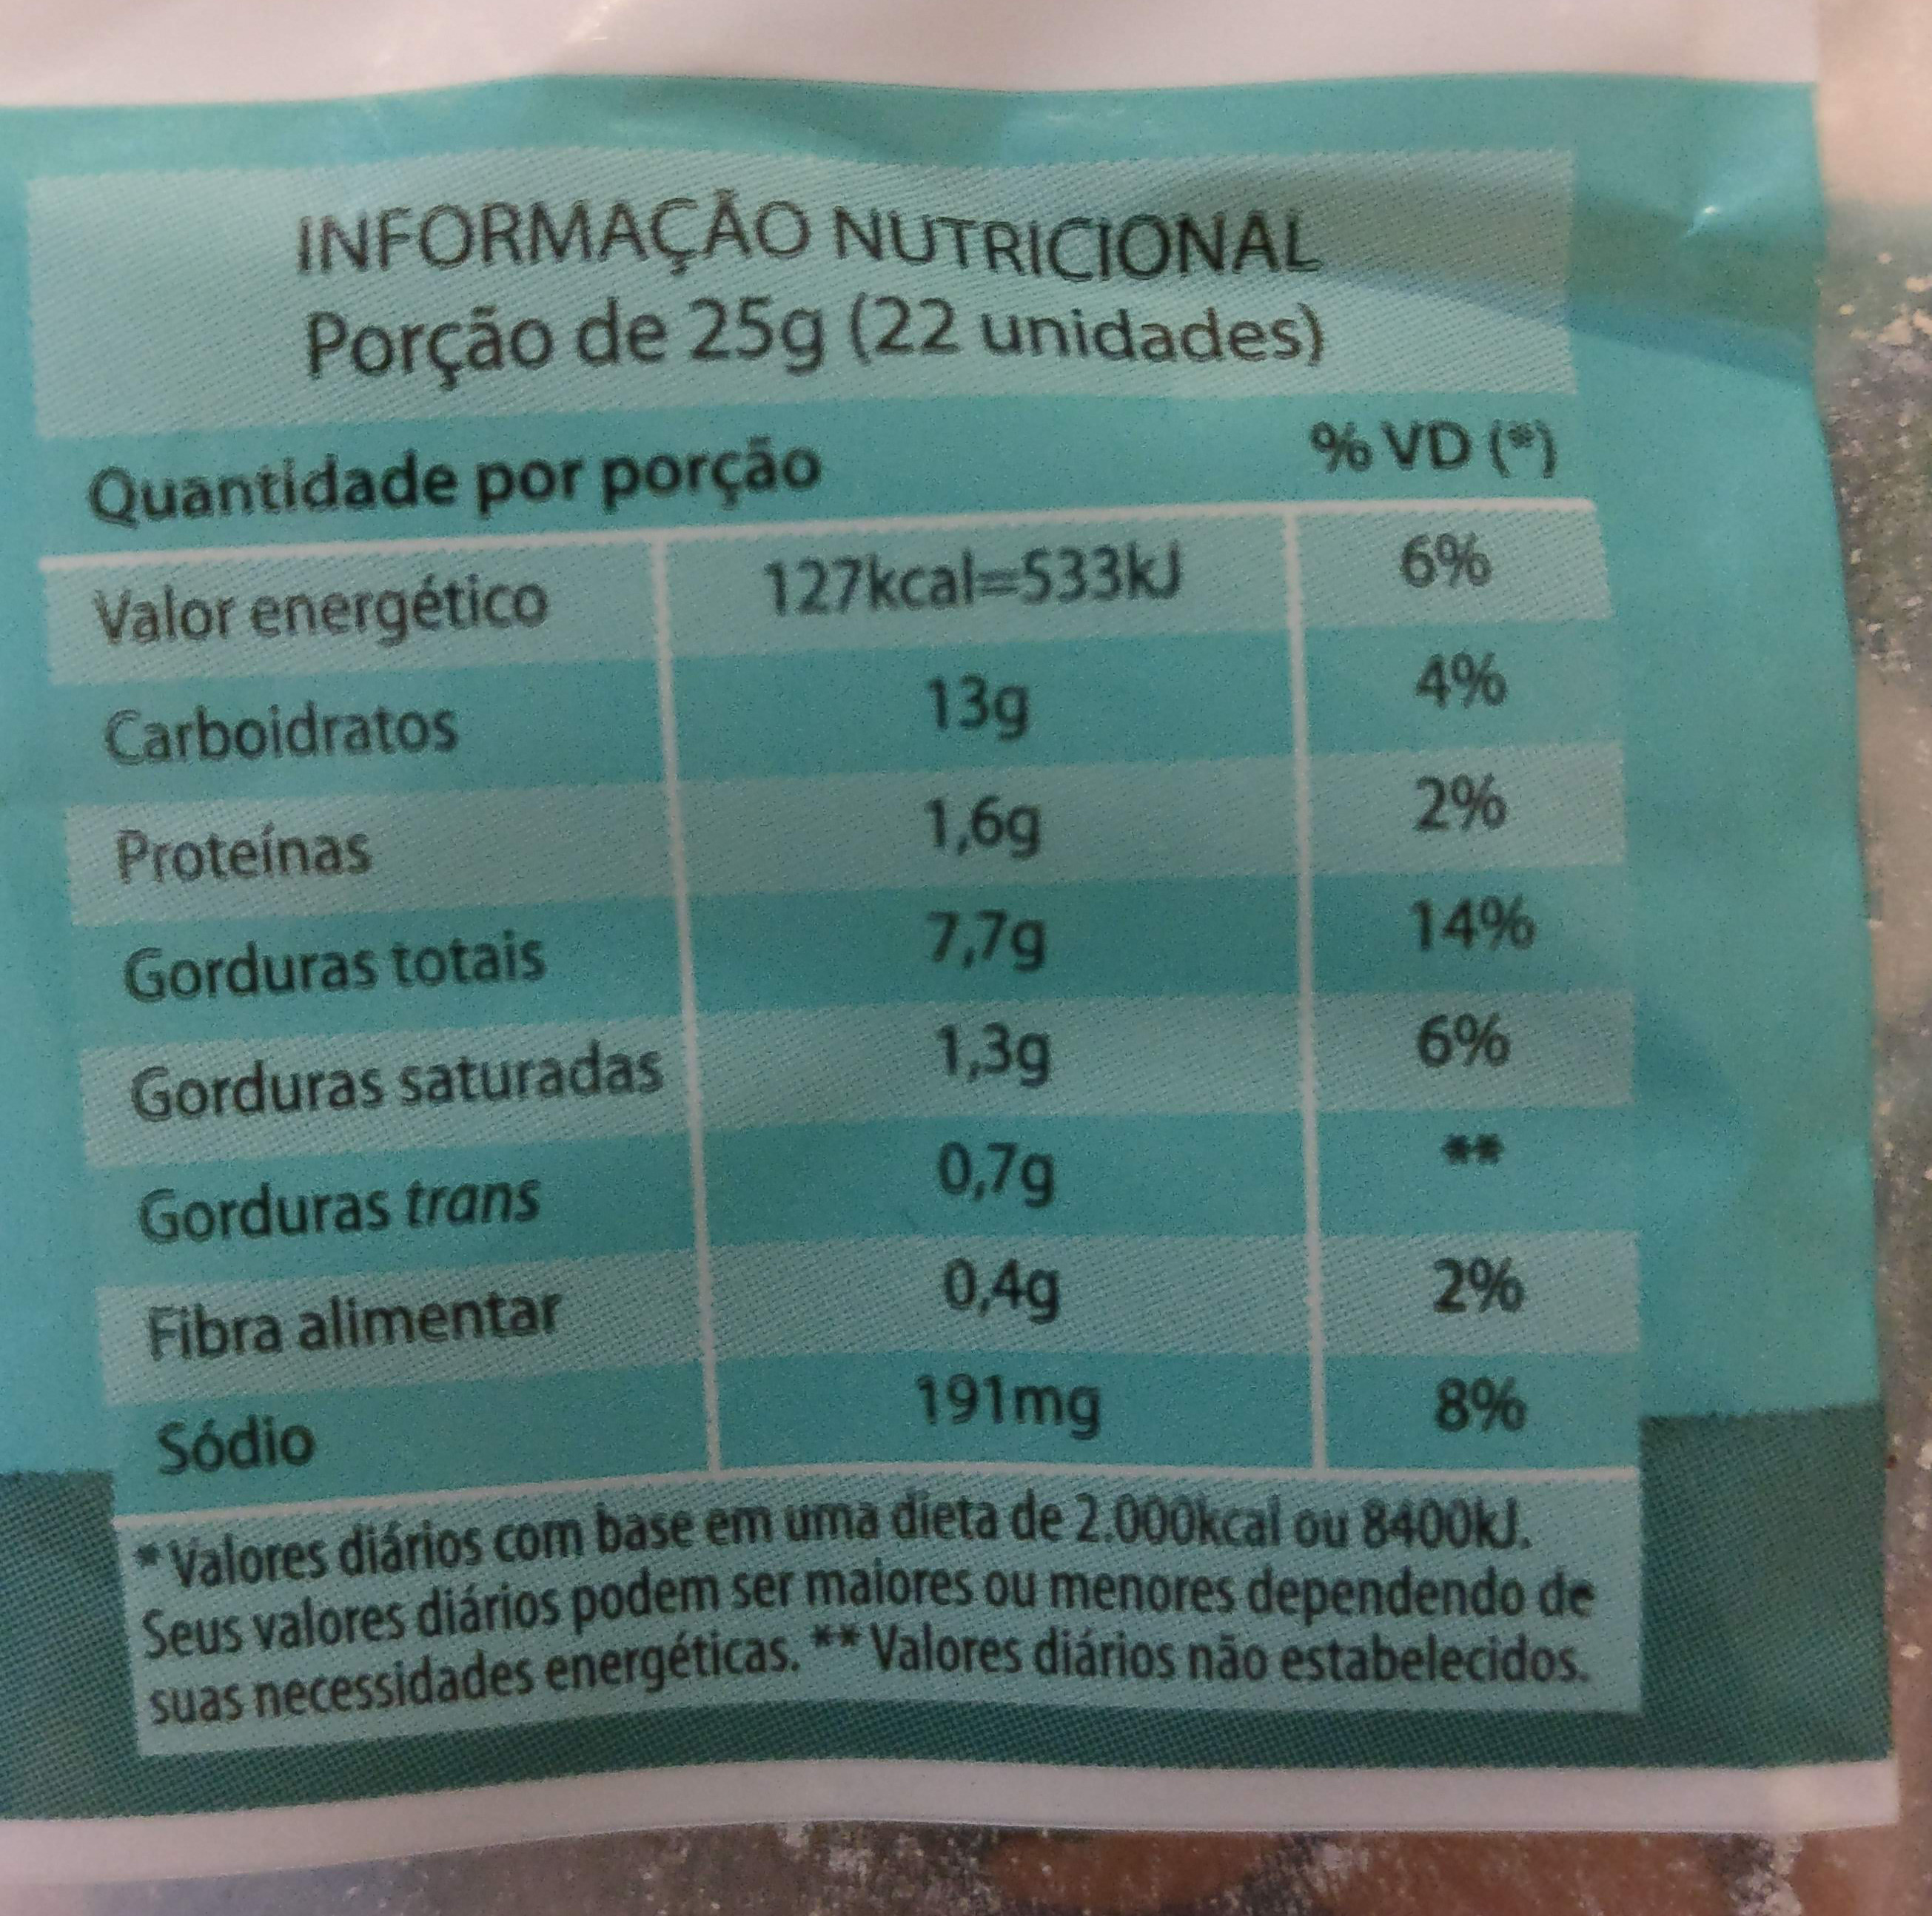 INFORMAÇÃO NUTRICIONAL
Porção de 25g (22 unidades)
Quantidade por porção % VD (*)
Valor energético 127kcal=533kJ 6%
Carboidratos 13g 4%
Proteínas 1,6g 2%
Gorduras totais 7,7g 14%
Gorduras saturadas 1,3g 6%
Gorduras trans 0,7g **
Fibra alimentar 0,4g 2%
Sódio 191mg 8%
* Valores diários com base em uma dieta de 2.000kcal ou 8400kJ.
Seus valores diários podem ser maiores ou menores dependendo de
suas necessidades energéticas. ** Valores diários não estabelecidos.